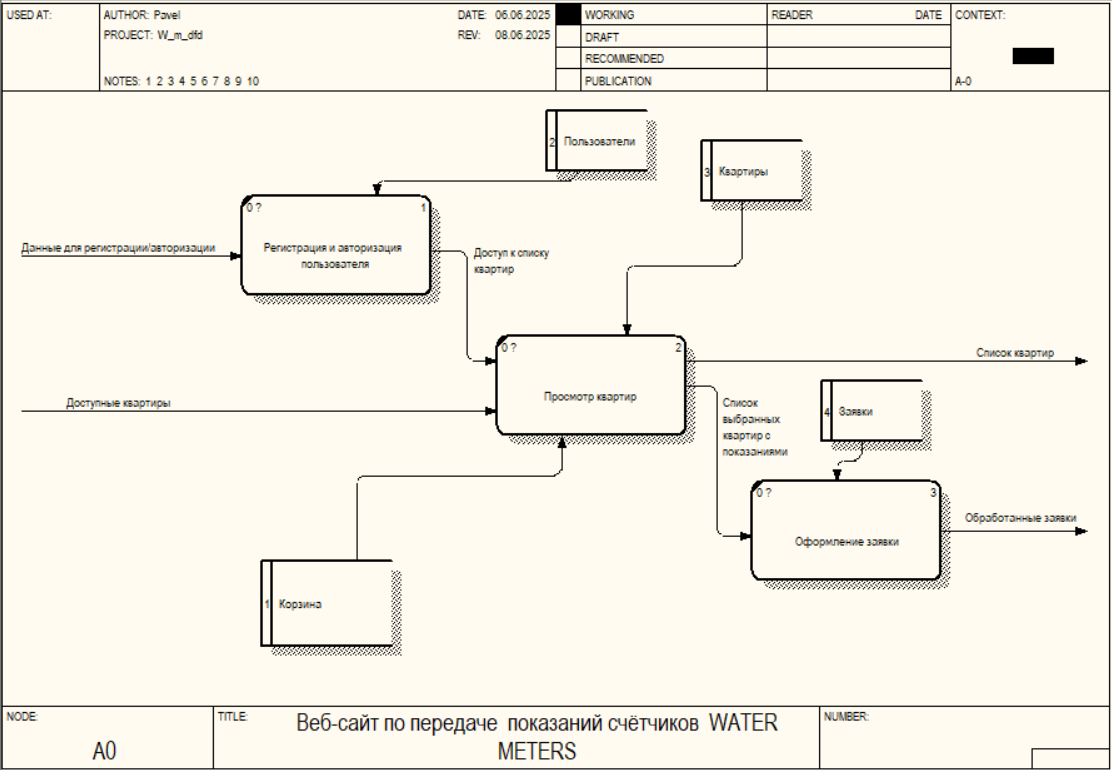 USED AT:
AUTHOR: Pavel
DATE: 06.06.2025
WORKING
READER
DATE
CONTEXT:
PROJECT: W_m_dfd
REV: 08.06.2025
DRAFT
RECOMMENDED
NOTES: 1 2 3 4 5 6 7 8 9 10
PUBLICATION
A-0
2
Пользователи
3
Квартиры
0 ?
1
Данные для регистрации/авторизации
Регистрация и авторизация
пользователя
Доступ к списку
квартир
0 ?
2
Список квартир
Просмотр квартир
Доступные квартиры
Список
выбранных
квартир с
показаниями
4
Заявки
0 ?
3
Обработанные заявки
Оформление заявки
1
Корзина
NODE:
TITLE:
NUMBER:
A0
Веб-сайт по передаче показаний счётчиков WATER
METERS